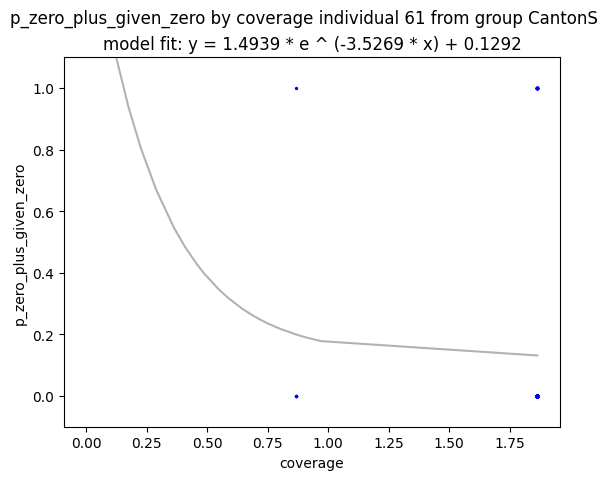 p_zero_plus_given_zero by coverage individual 61 from group CantonS
model fit: y = 1.4939 * e ^ (-3.5269 * x) + 0.1292
1.0
0.8
0.6
0.4
0.2
0.0
p_zero_plus_given_zero
0.00 0.25 0.50 0.75 1.00 1.25 1.50 1.75
coverage